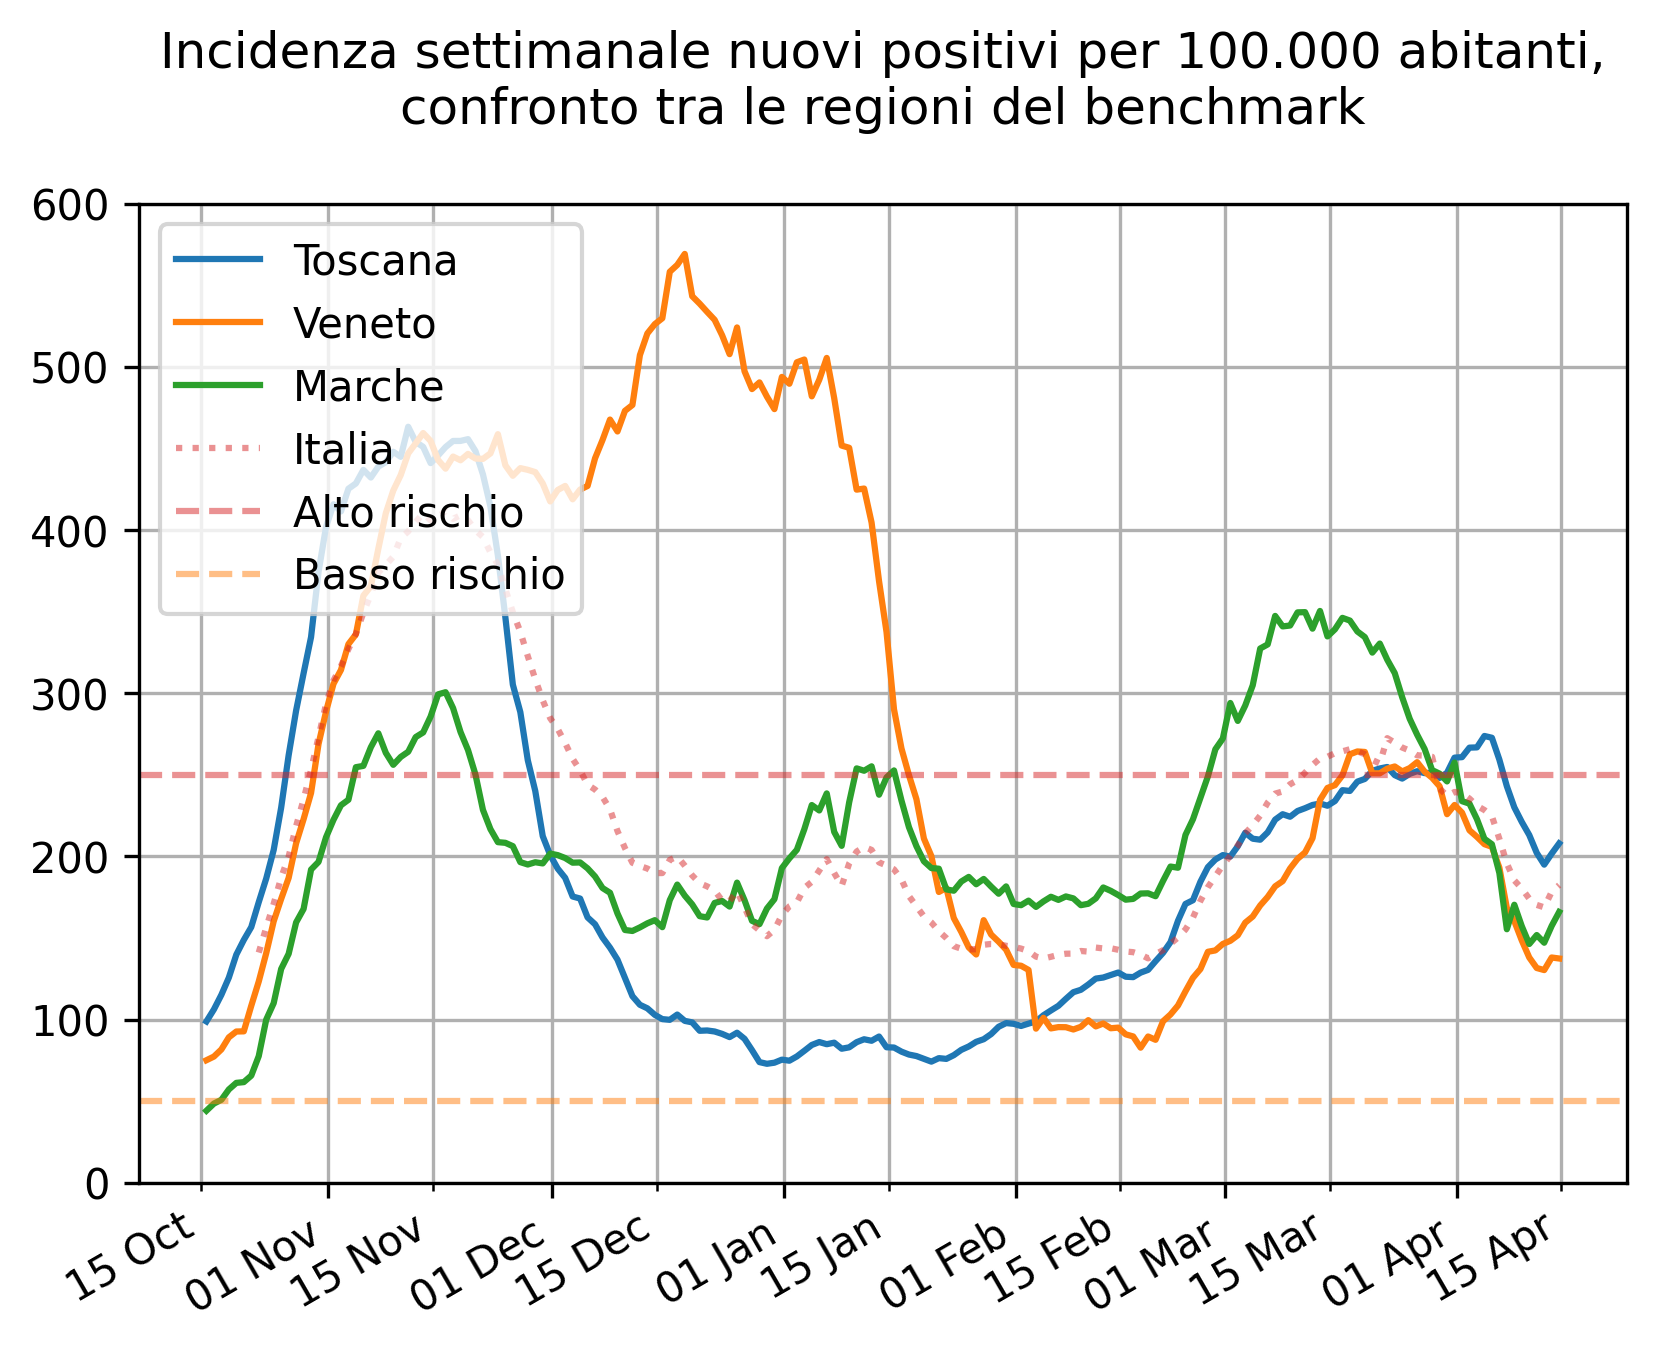 Incidenza settimanale nuovi positivi per 100.000 abitanti,
confronto tra le regioni del benchmark
600
500
400
300
200
100
0
Toscana
Veneto
Marche
Italia
Alto rischio
Basso rischio
15 Oct
01 Nov
15 Nov
01 Dec
15 Dec
01 Jan
15 Jan
01 Feb
15 Feb
01 Mar
15 Mar
01 Apr
15 Apr